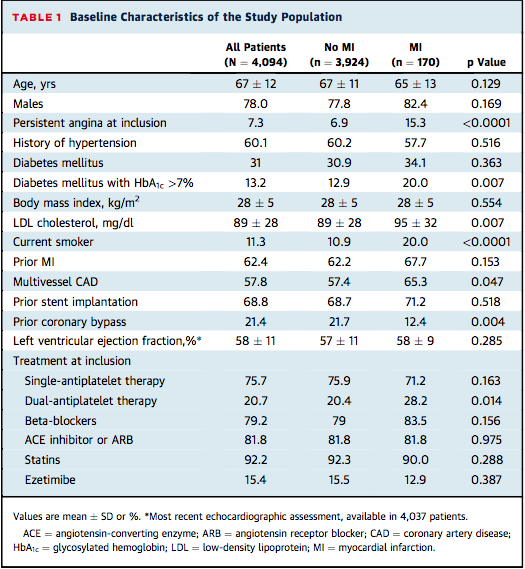 TABLE 1 Baseline Characteristics of the Study Population
All Patients (N = 4,094) No MI (n = 3,924) MI (n = 170) p Value
Age, yrs 67 ± 12 67 ± 11 65 ± 13 0.129
Males 78.0 77.8 82.4 0.169
Persistent angina at inclusion 7.3 6.9 15.3 <0.0001
History of hypertension 60.1 60.2 57.7 0.516
Diabetes mellitus 31 30.9 34.1 0.363
Diabetes mellitus with HbA1c >7% 13.2 12.9 20.0 0.007
Body mass index, kg/m2 28 ± 5 28 ± 5 28 ± 5 0.554
LDL cholesterol, mg/dl 89 ± 28 89 ± 28 95 ± 32 0.007
Current smoker 11.3 10.9 20.0 <0.0001
Prior MI 62.4 62.2 67.7 0.153
Multivessel CAD 57.8 57.4 65.3 0.047
Prior stent implantation 68.8 68.7 71.2 0.518
Prior coronary bypass 21.4 21.7 12.4 0.004
Left ventricular ejection fraction,%* 58 ± 11 57 ± 11 58 ± 9 0.285
Treatment at inclusion
Single-antiplatelet therapy 75.7 75.9 71.2 0.163
Dual-antiplatelet therapy 20.7 20.4 28.2 0.014
Beta-blockers 79.2 79 83.5 0.156
ACE inhibitor or ARB 81.8 81.8 81.8 0.975
Statins 92.2 92.3 90.0 0.288
Ezetimibe 15.4 15.5 12.9 0.387
Values are mean ± SD or %. *Most recent echocardiographic assessment, available in 4,037 patients.
ACE = angiotensin-converting enzyme; ARB = angiotensin receptor blocker; CAD = coronary artery disease;
HbA1c = glycosylated hemoglobin; LDL = low-density lipoprotein; MI = myocardial infarction.